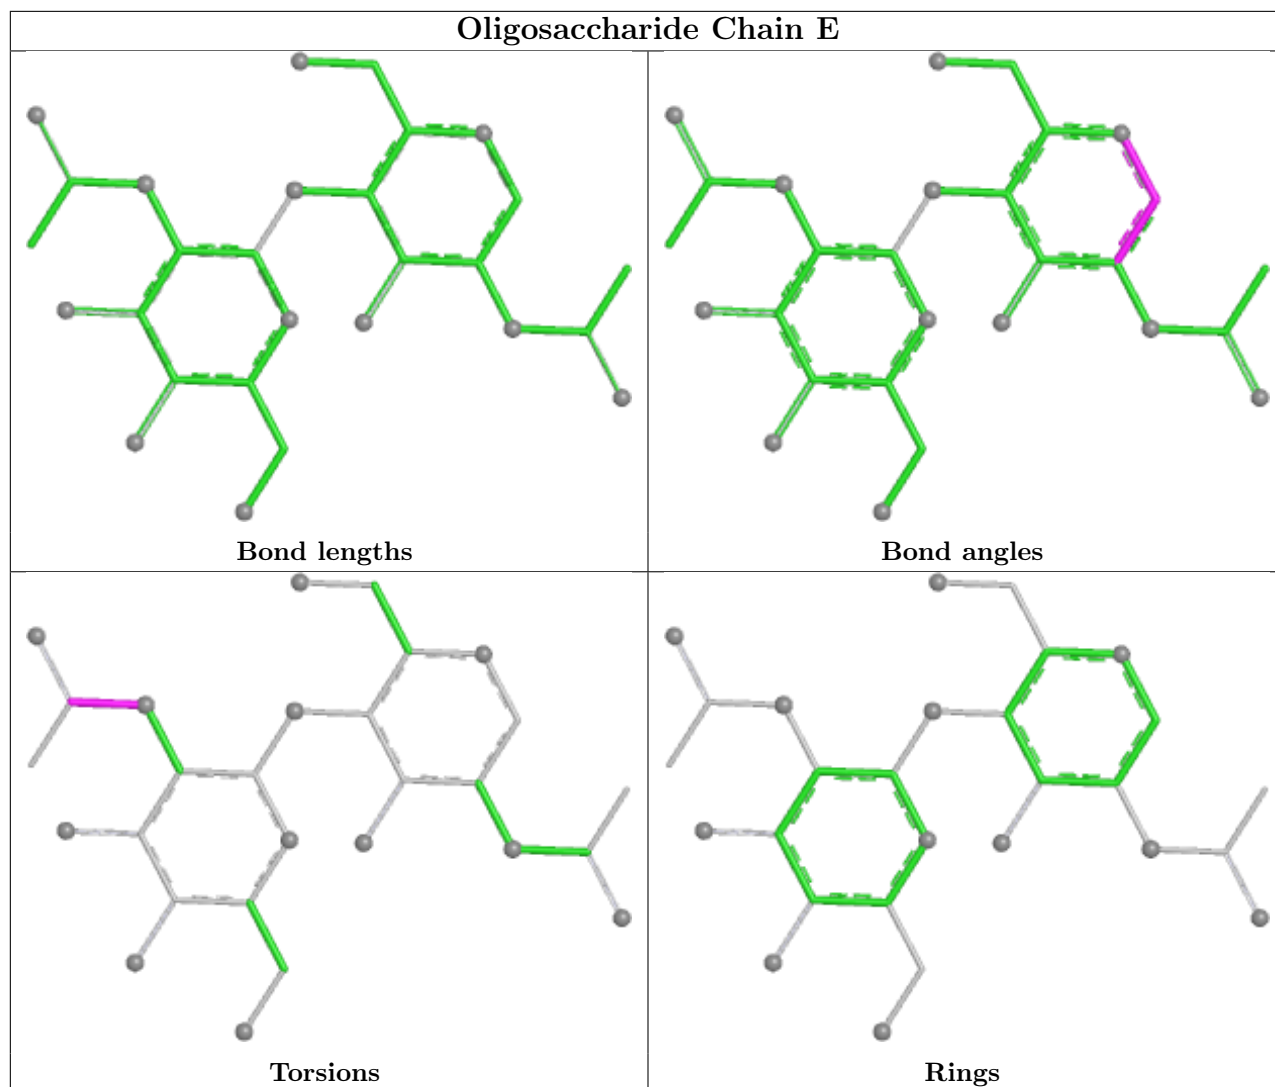 Oligosaccharide Chain E
Bond lengths
Bond angles
Torsions
Rings